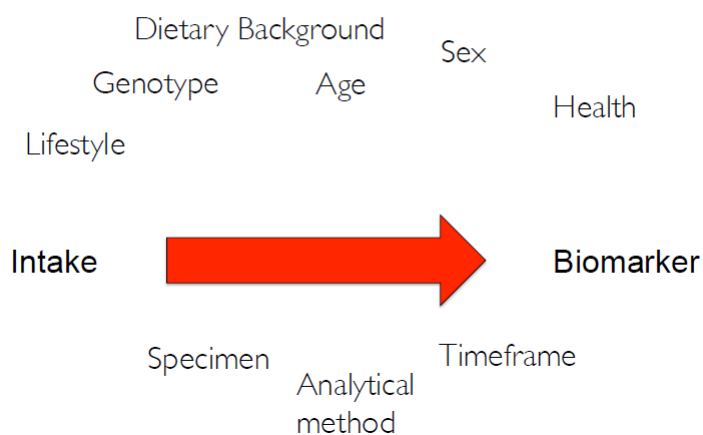 Dietary Background
Sex
Genotype
Age
Health
Lifestyle
Intake
Biomarker
Specimen
Timeframe
Analytical
method